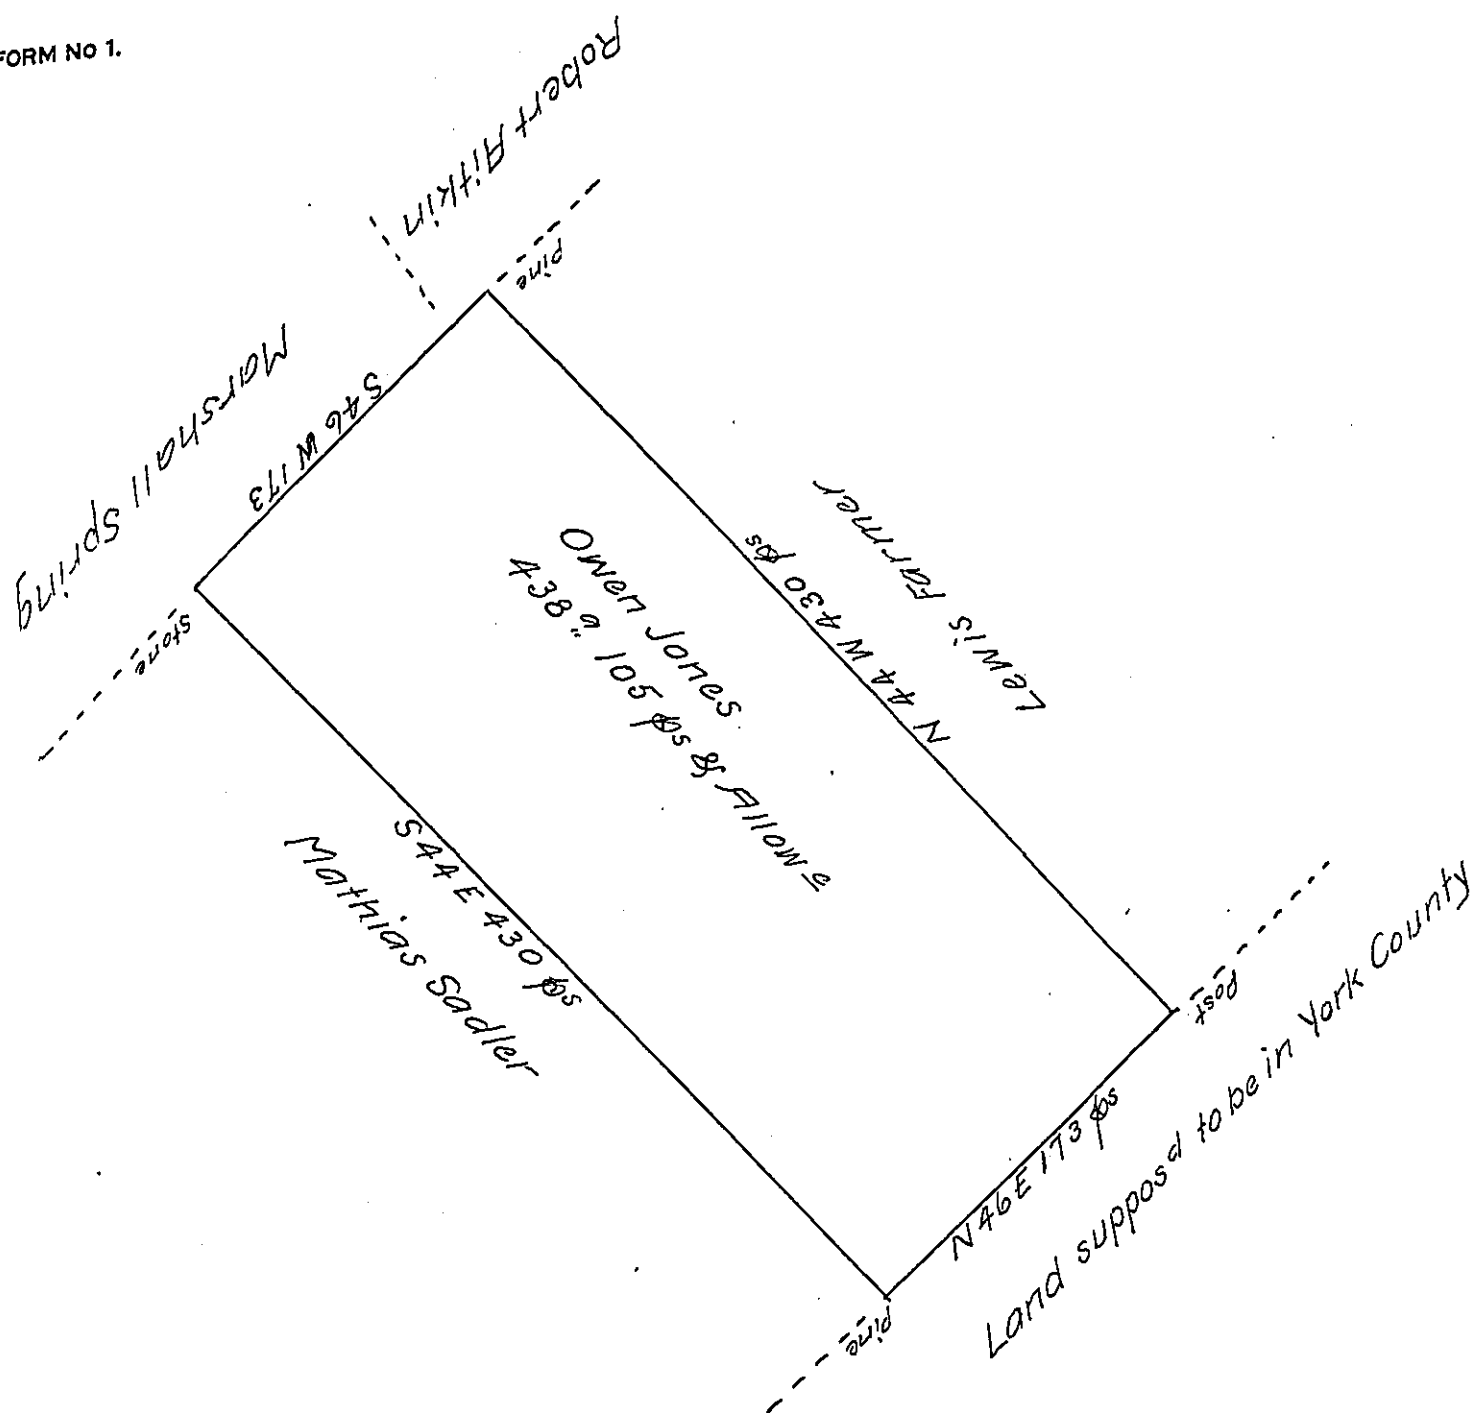 FORM No 1.
Robert Aitkin
pine
Marshall Spring
S46 W 173
stone
Owen Jones
438 a " 105 ps & Allow s
N 44 W 430 ps
Lewis Farmer
S44 E 430 ps
Mathias Sadler
post
N46E 173 ps
pine
Land suppos d to be in York County